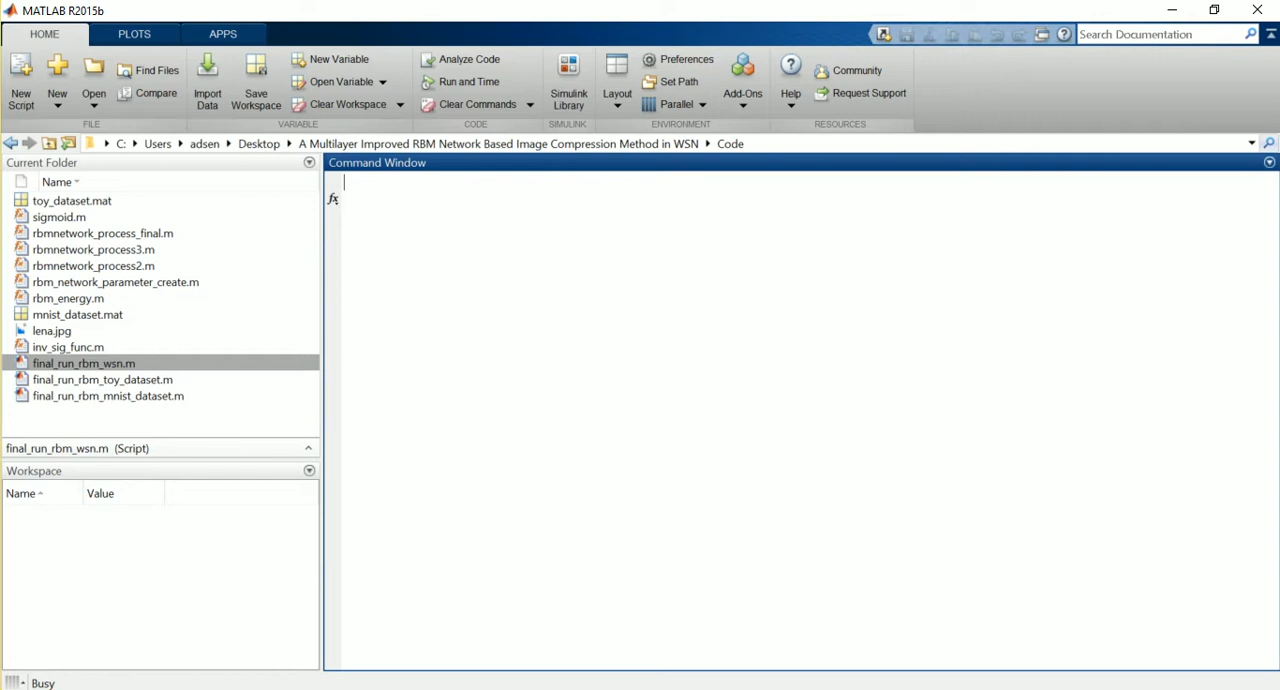 MATLAB R2015b
HOME PLOTS APPS
Search Documentation
New Script
New
Open
Find Files
Compare
Import Data
Save Workspace
New Variable
Open Variable
Clear Workspace
Analyze Code
Run and Time
Clear Commands
Simulink Library
Layout
Preferences
Set Path
Parallel
Add-Ons
Help
Community
Request Support
FILE VARIABLE CODE SIMULINK ENVIRONMENT RESOURCES
C: Users adsen Desktop A Multilayer Improved RBM Network Based Image Compression Method in WSN Code
Current Folder
Name
toy_dataset.mat
sigmoid.m
rbmnetwork_process_final.m
rbmnetwork_process3.m
rbmnetwork_process2.m
rbm_network_parameter_create.m
rbm_energy.m
mnist_dataset.mat
lena.jpg
inv_sig_func.m
final_run_rbm_wsn.m
final_run_rbm_toy_dataset.m
final_run_rbm_mnist_dataset.m
final_run_rbm_wsn.m (Script)
Workspace
Name Value
Command Window
fx
Busy